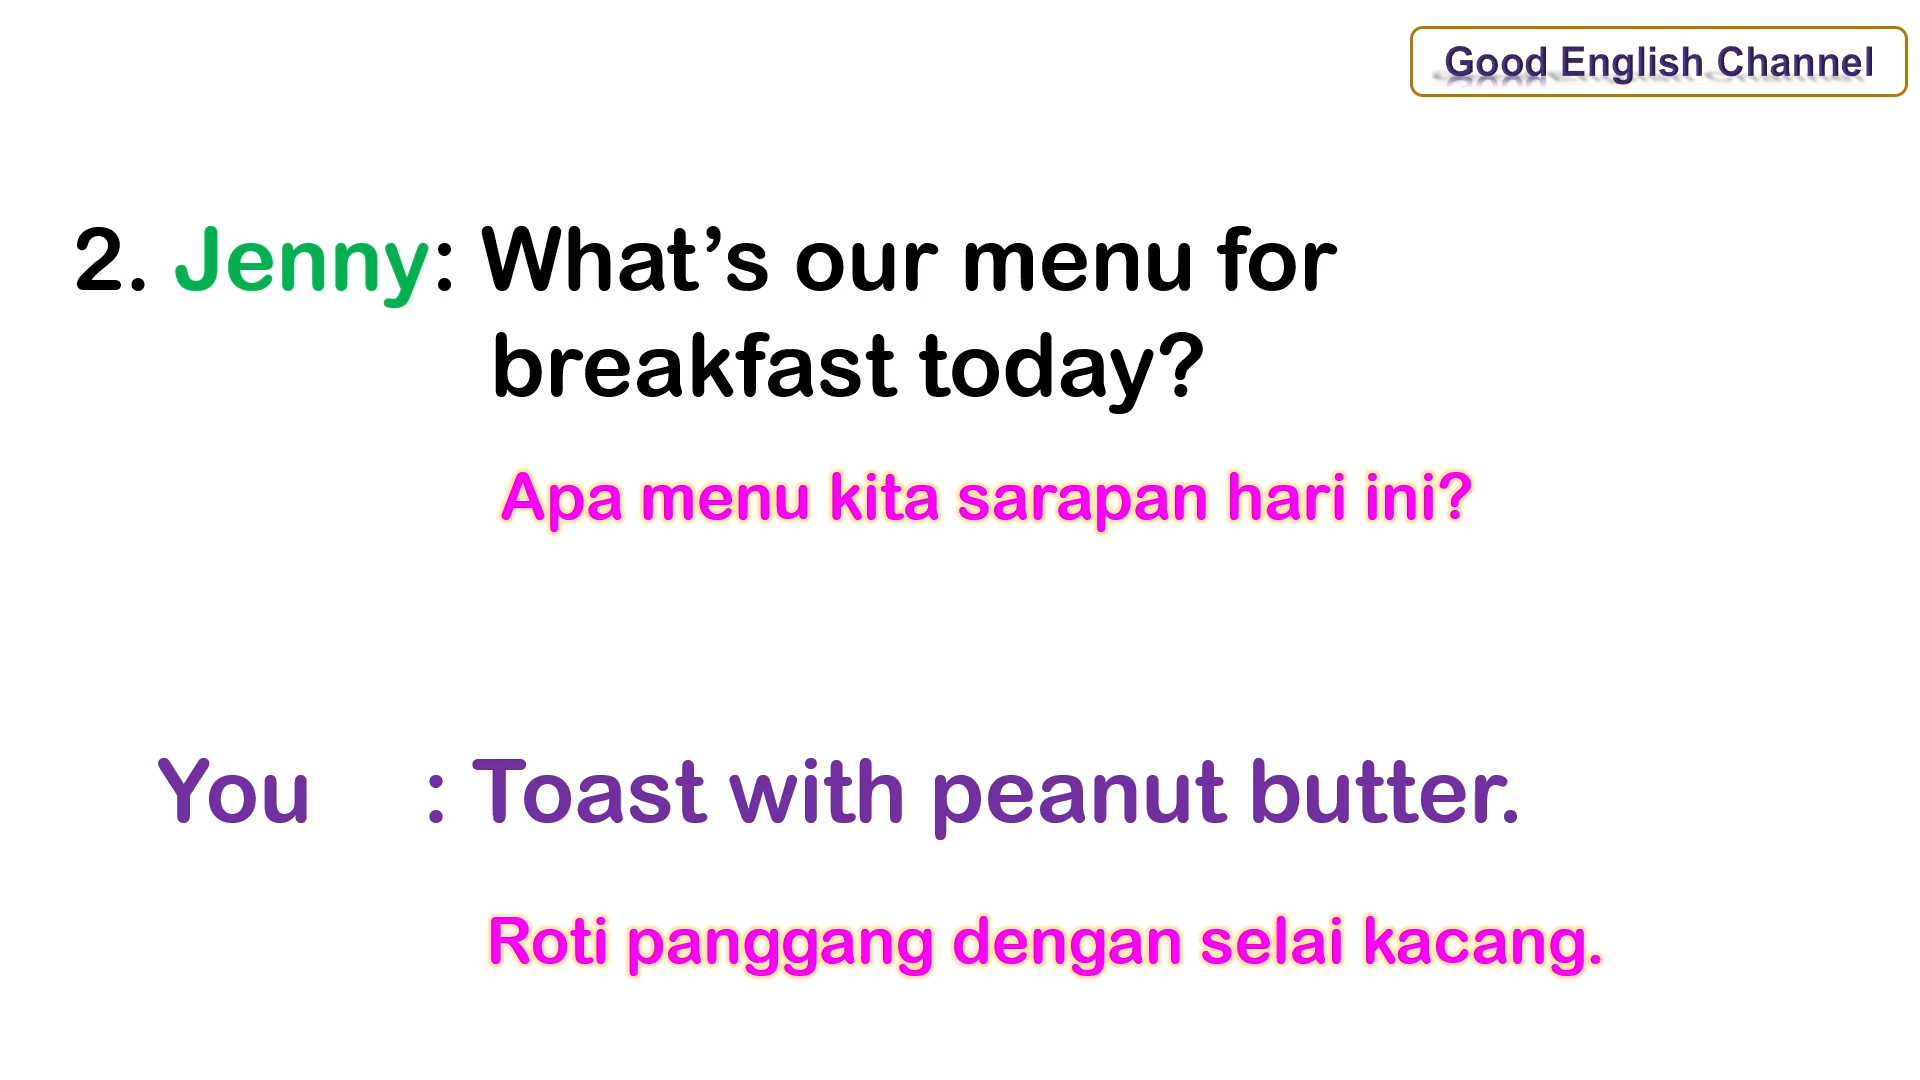 Good English Channel
2. Jenny: What’s our menu for
breakfast today?
Apa menu kita sarapan hari ini?
You : Toast with peanut butter.
Roti panggang dengan selai kacang.